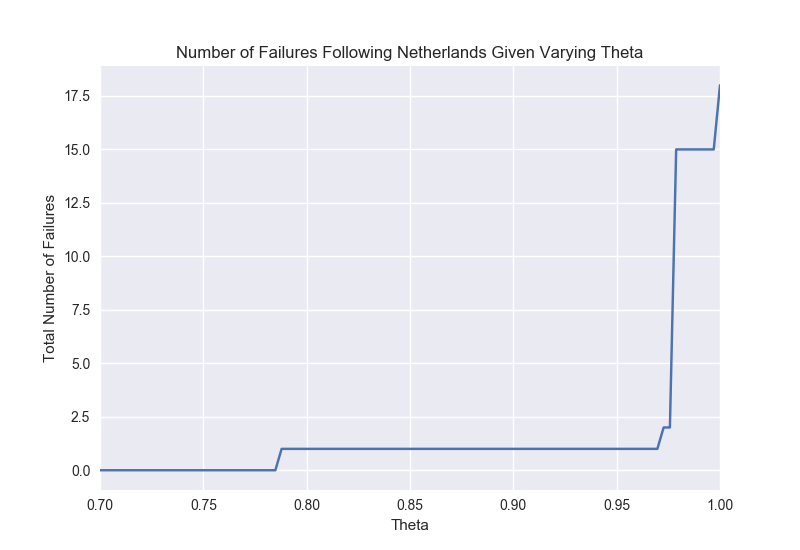 Number of Failures Following Netherlands Given Varying Theta
17.5
15.0
12.5
10.0
7.5
5.0
2.5
0.0
Total Number of Failures
0.70 0.75 0.80 0.85 0.90 0.95 1.00
Theta